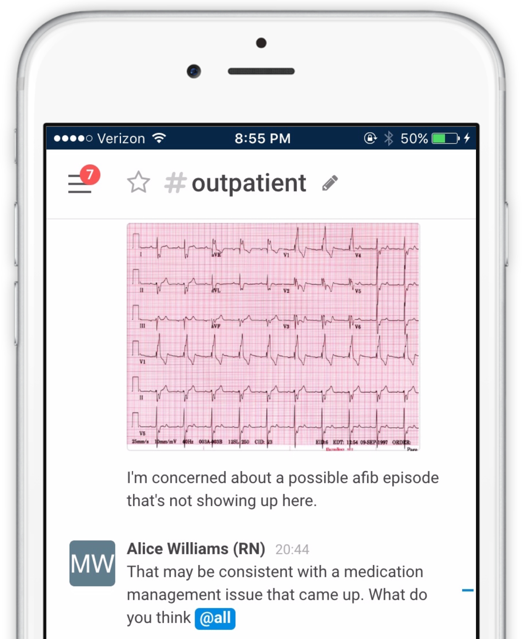 Verizon 8:55 PM 50%
7 #outpatient
I aVR V1 V4
II aVL V2 V5
III aVF V3 V6
V1
II
V5
I'm concerned about a possible afib episode
that's not showing up here.
MW Alice Williams (RN) 20:44
That may be consistent with a medication
management issue that came up. What do
you think @all